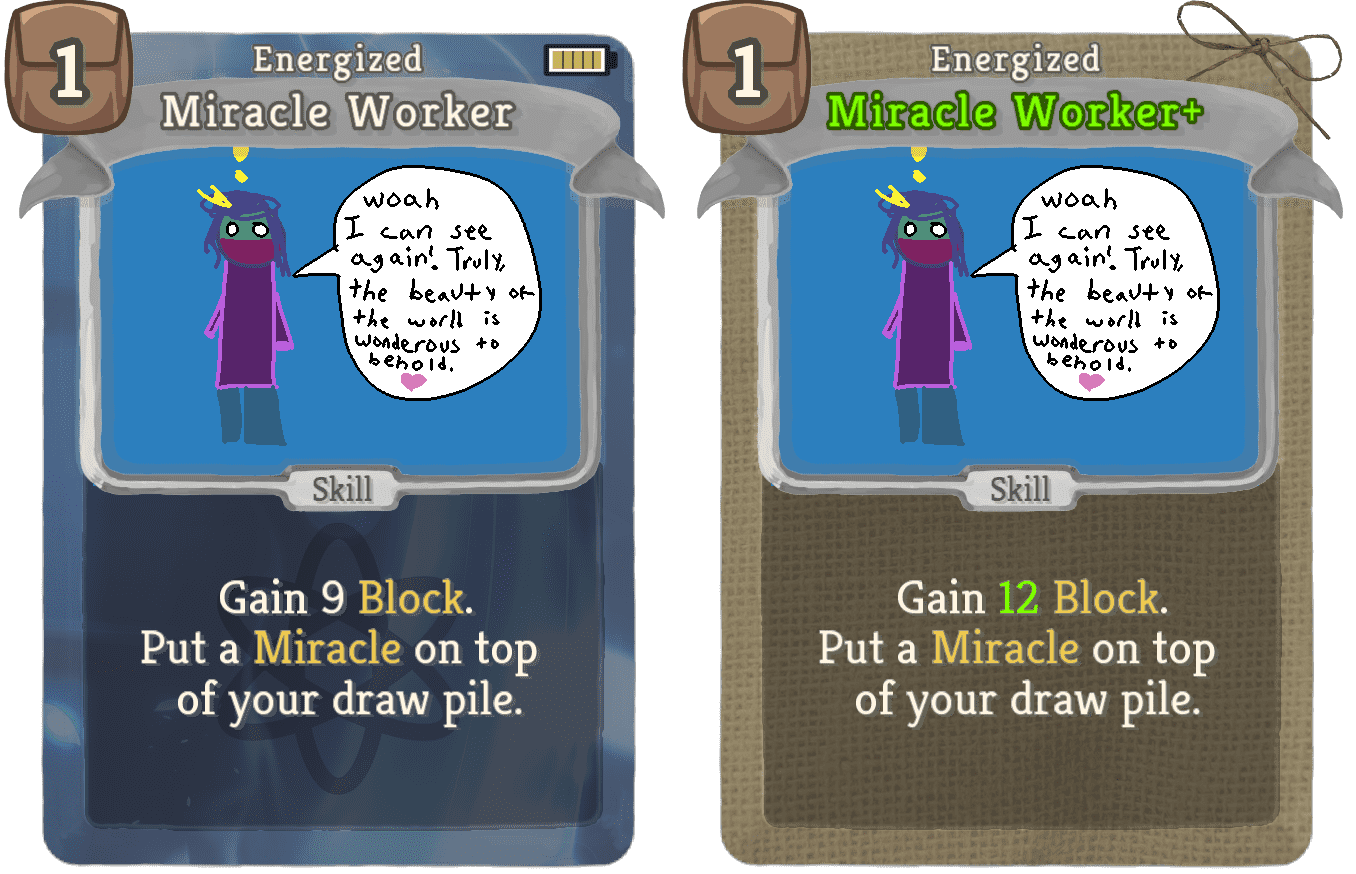 1
Energized
Miracle Worker
woah
I can see
again! Truly,
the beauty of
the world is
wonderous to
behold.
Skill
Gain 9 Block.
Put a Miracle on top
of your draw pile.
1
Energized
Miracle Worker+
woah
I can see
again! Truly,
the beauty of
the world is
wonderous to
behold.
Skill
Gain 12 Block.
Put a Miracle on top
of your draw pile.